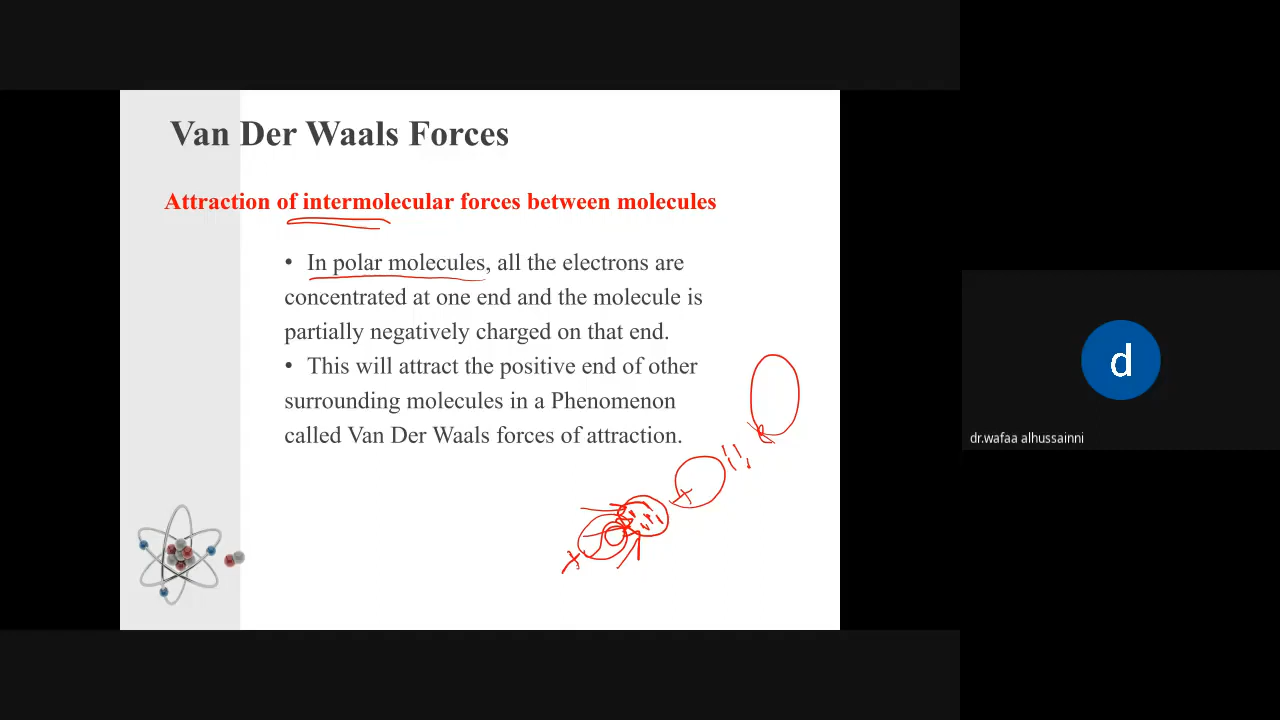 Van Der Waals Forces
Attraction of intermolecular forces between molecules
• In polar molecules, all the electrons are
concentrated at one end and the molecule is
partially negatively charged on that end.
• This will attract the positive end of other
surrounding molecules in a Phenomenon
called Van Der Waals forces of attraction.
d
dr.wafaa alhussainni